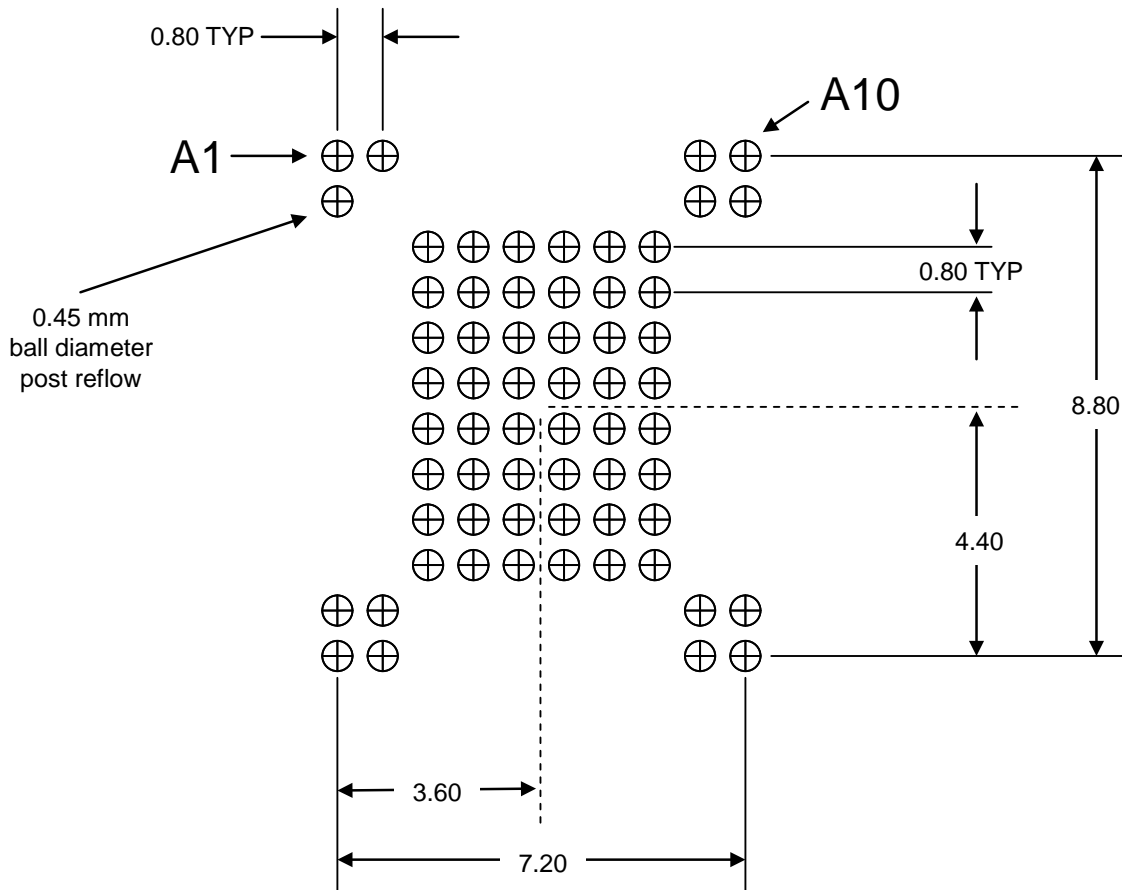 0.80 TYP
A10
A1
0.80 TYP
0.45 mm
ball diameter
post reflow
8.80
4.40
3.60
7.20